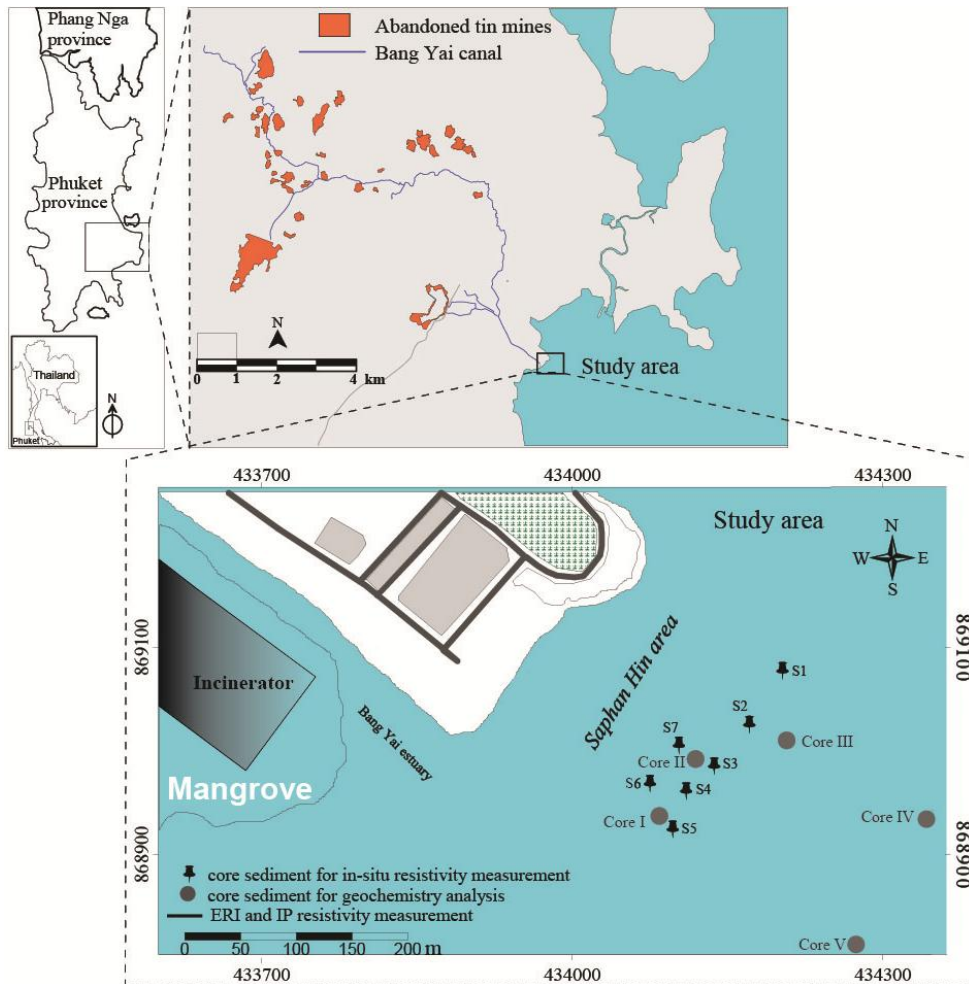 Phang Nga
province
Phuket
province
Thailand
Phuket
N
Abandoned tin mines
Bang Yai canal
N
0 1 2 4
km
Study area
433700 434000 434300
Study area
N
W E
S
869100
869100
Incinerator
Mangrove
Bang Yai estuary
Saphan Hin area
S1
S2
Core III
S7
Core II
S3
S6
S4
Core I
S5
Core IV
868900
868900
Core V
core sediment for in-situ resistivity measurement
core sediment for geochemistry analysis
ERI and IP resistivity measurement
0 50 100 150 200 m
433700 434000 434300